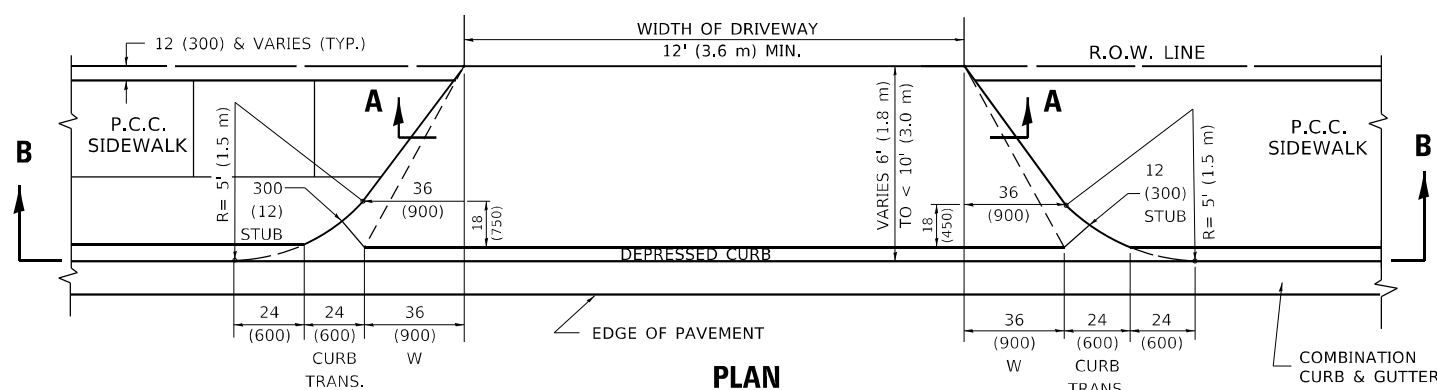 12 (300) & VARIES (TYP.)
WIDTH OF DRIVEWAY
12' (3.6 m) MIN.
R.O.W. LINE
A
A
P.C.C.
SIDEWALK
P.C.C.
SIDEWALK
B
B
R= 5' (1.5 m)
300
(12)
STUB
36
(900)
18
(750)
VARIES 6' (1.8 m)
TO < 10' (3.0 m)
36
(900)
18
(450)
12
(300)
STUB
R= 5' (1.5 m)
DEPRESSED CURB
24
(600)
24
(600)
CURB
TRANS.
36
(900)
W
EDGE OF PAVEMENT
36
(900)
W
24
(600)
CURB
TRANS.
24
(600)
COMBINATION
CURB & GUTTER
PLAN